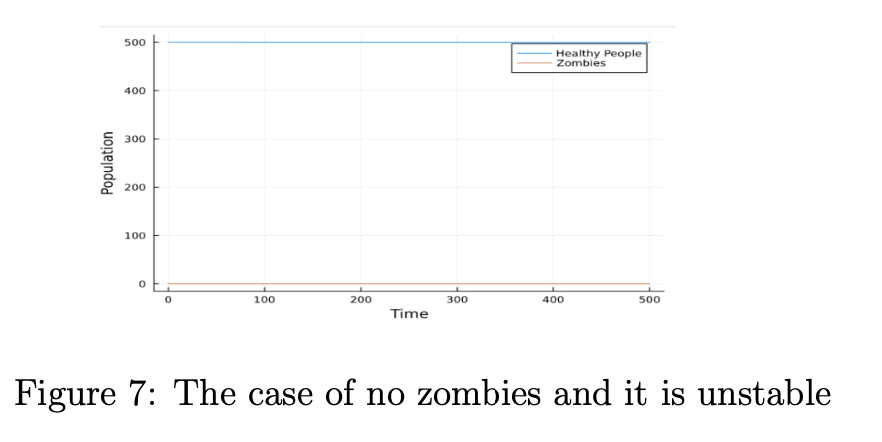 500
Healthy People
Zombies
400
300
200
100
0
Population
0 100 200 300 400 500
Time
Figure 7: The case of no zombies and it is unstable